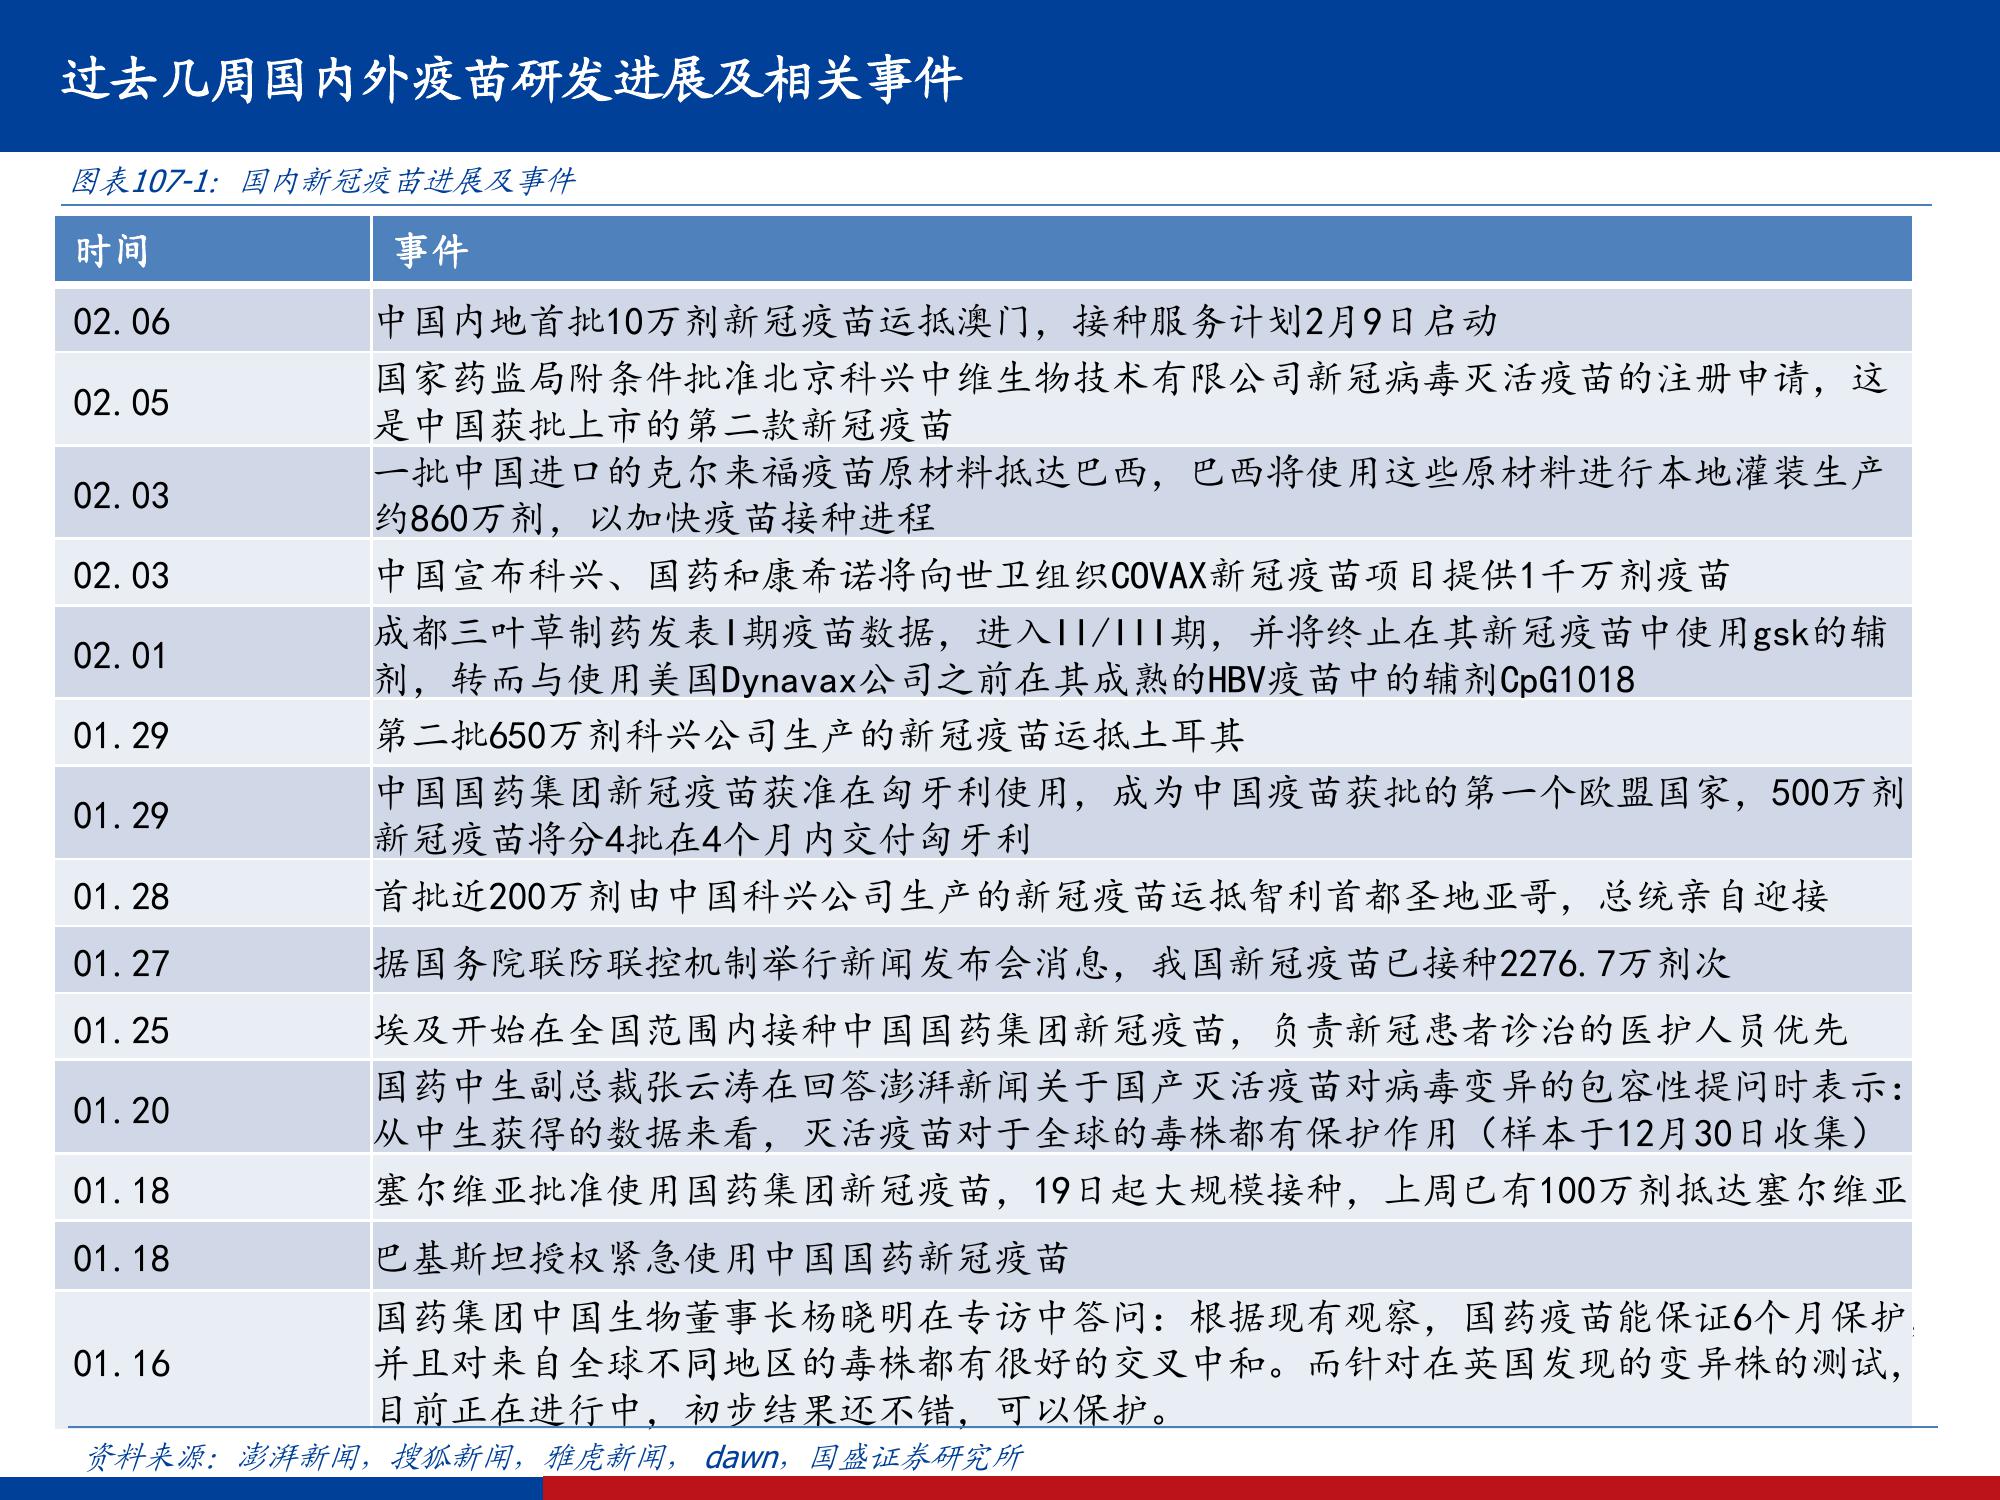 过去几周国内外疫苗研发进展及相关事件
图表107-1：国内新冠疫苗进展及事件
时间 事件
02.06 中国内地首批10万剂新冠疫苗运抵澳门，接种服务计划2月9日启动
02.05 国家药监局附条件批准北京科兴中维生物技术有限公司新冠病毒灭活疫苗的注册申请，这
是中国获批上市的第二款新冠疫苗
02.03 一批中国进口的克尔来福疫苗原材料抵达巴西，巴西将使用这些原材料进行本地灌装生产
约860万剂，以加快疫苗接种进程
02.03 中国宣布科兴、国药和康希诺将向世卫组织COVAX新冠疫苗项目提供1千万剂疫苗
02.01 成都三叶草制药发表I期疫苗数据，进入II/III期，并将终止在其新冠疫苗中使用gsk的辅
剂，转而与使用美国Dynavax公司之前在其成熟的HBV疫苗中的辅剂CpG1018
01.29 第二批650万剂科兴公司生产的新冠疫苗运抵土耳其
01.29 中国国药集团新冠疫苗获准在匈牙利使用，成为中国疫苗获批的第一个欧盟国家，500万剂
新冠疫苗将分4批在4个月内交付匈牙利
01.28 首批近200万剂由中国科兴公司生产的新冠疫苗运抵智利首都圣地亚哥，总统亲自迎接
01.27 据国务院联防联控机制举行新闻发布会消息，我国新冠疫苗已接种2276.7万剂次
01.25 埃及开始在全国范围内接种中国国药集团新冠疫苗，负责新冠患者诊治的医护人员优先
01.20 国药中生副总裁张云涛在回答澎湃新闻关于国产灭活疫苗对病毒变异的包容性提问时表示：
从中生获得的数据来看，灭活疫苗对于全球的毒株都有保护作用（样本于12月30日收集）
01.18 塞尔维亚批准使用国药集团新冠疫苗，19日起大规模接种，上周已有100万剂抵达塞尔维亚
01.18 巴基斯坦授权紧急使用中国国药新冠疫苗
01.16 国药集团中国生物董事长杨晓明在专访中答问：根据现有观察，国药疫苗能保证6个月保护，
并且对来自全球不同地区的毒株都有很好的交叉中和。而针对在英国发现的变异株的测试，
目前正在进行中，初步结果还不错，可以保护。
资料来源：澎湃新闻，搜狐新闻，雅虎新闻， dawn，国盛证券研究所